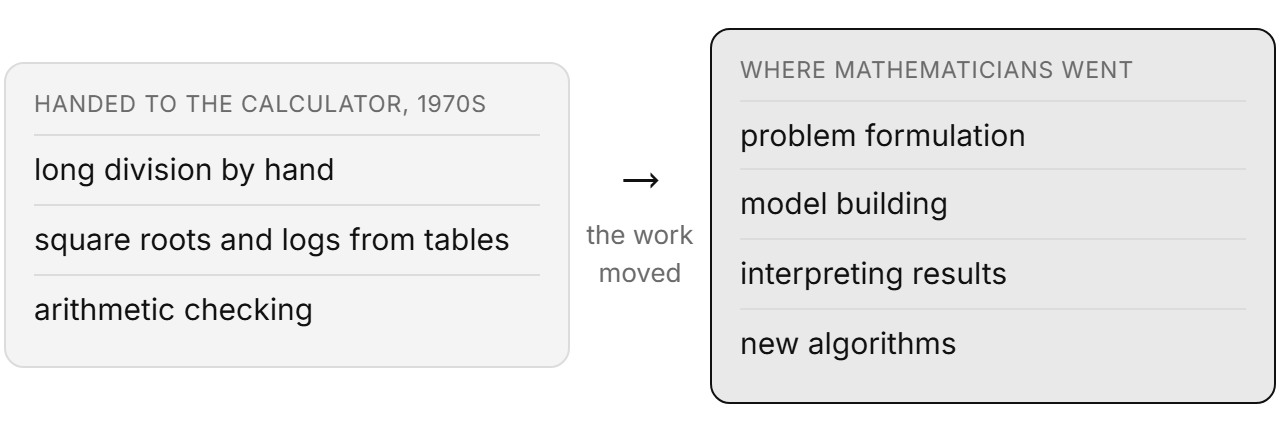 HANDED TO THE CALCULATOR, 1970S
long division by hand
square roots and logs from tables
arithmetic checking
→
the work
moved
WHERE MATHEMATICIANS WENT
problem formulation
model building
interpreting results
new algorithms